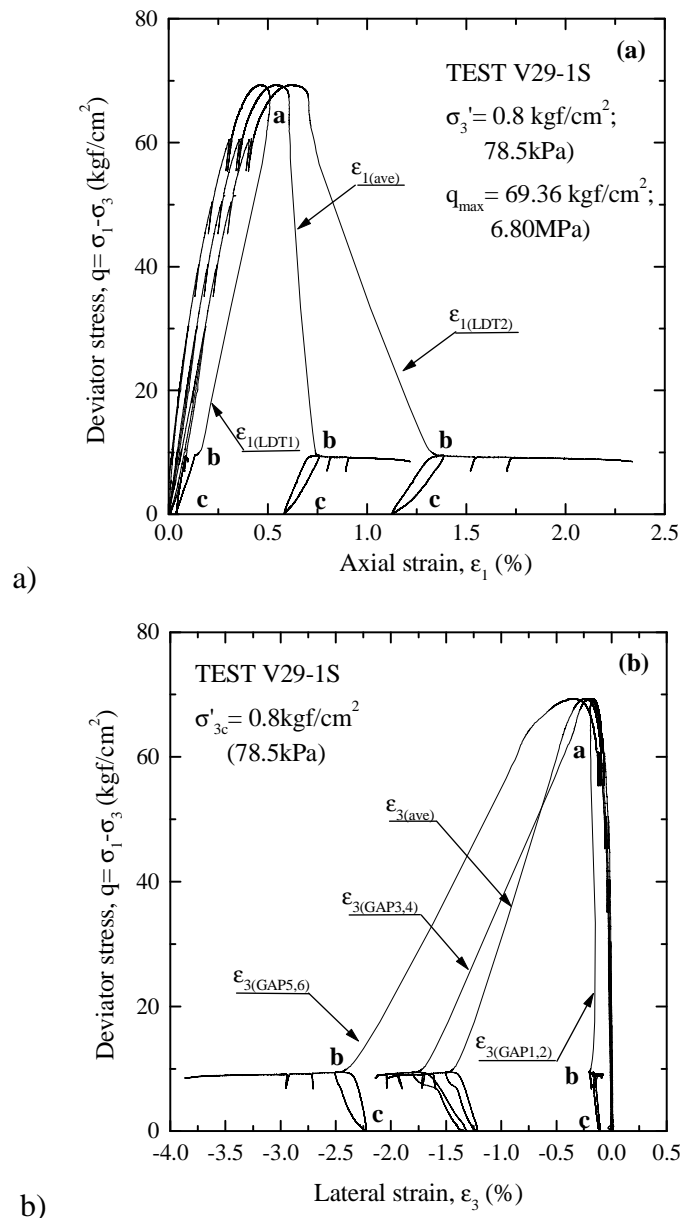 (a)
80
60
40
20
0
Deviator stress, q= σ₁-σ₃ (kgf/cm²)
TEST V29-1S
σ₃'= 0.8 kgf/cm²;
78.5kPa)
q_max = 69.36 kgf/cm²;
6.80MPa)
a
ε₁(ave)
ε₁(LDT2)
ε₁(LDT1)
b
b
b
c
c
c
0.0 0.5 1.0 1.5 2.0 2.5
Axial strain, ε₁ (%)
a)
(b)
80
60
40
20
0
Deviator stress, q= σ₁-σ₃ (kgf/cm²)
TEST V29-1S
σ'₃c= 0.8kgf/cm²
(78.5kPa)
a
ε₃(ave)
ε₃(GAP3,4)
ε₃(GAP5,6)
ε₃(GAP1,2)
b
b
c
c
-4.0 -3.5 -3.0 -2.5 -2.0 -1.5 -1.0 -0.5 0.0 0.5
Lateral strain, ε₃ (%)
b)